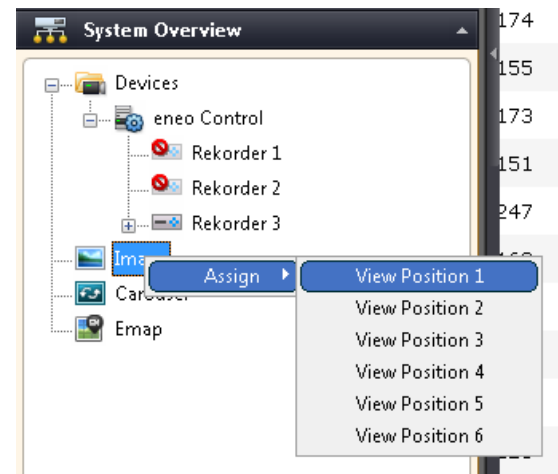 System Overview
174
155
Devices
eneo Control
173
Rekorder 1
151
Rekorder 2
247
Rekorder 3
Assign
View Position 1
View Position 2
Emap
View Position 3
View Position 4
View Position 5
View Position 6